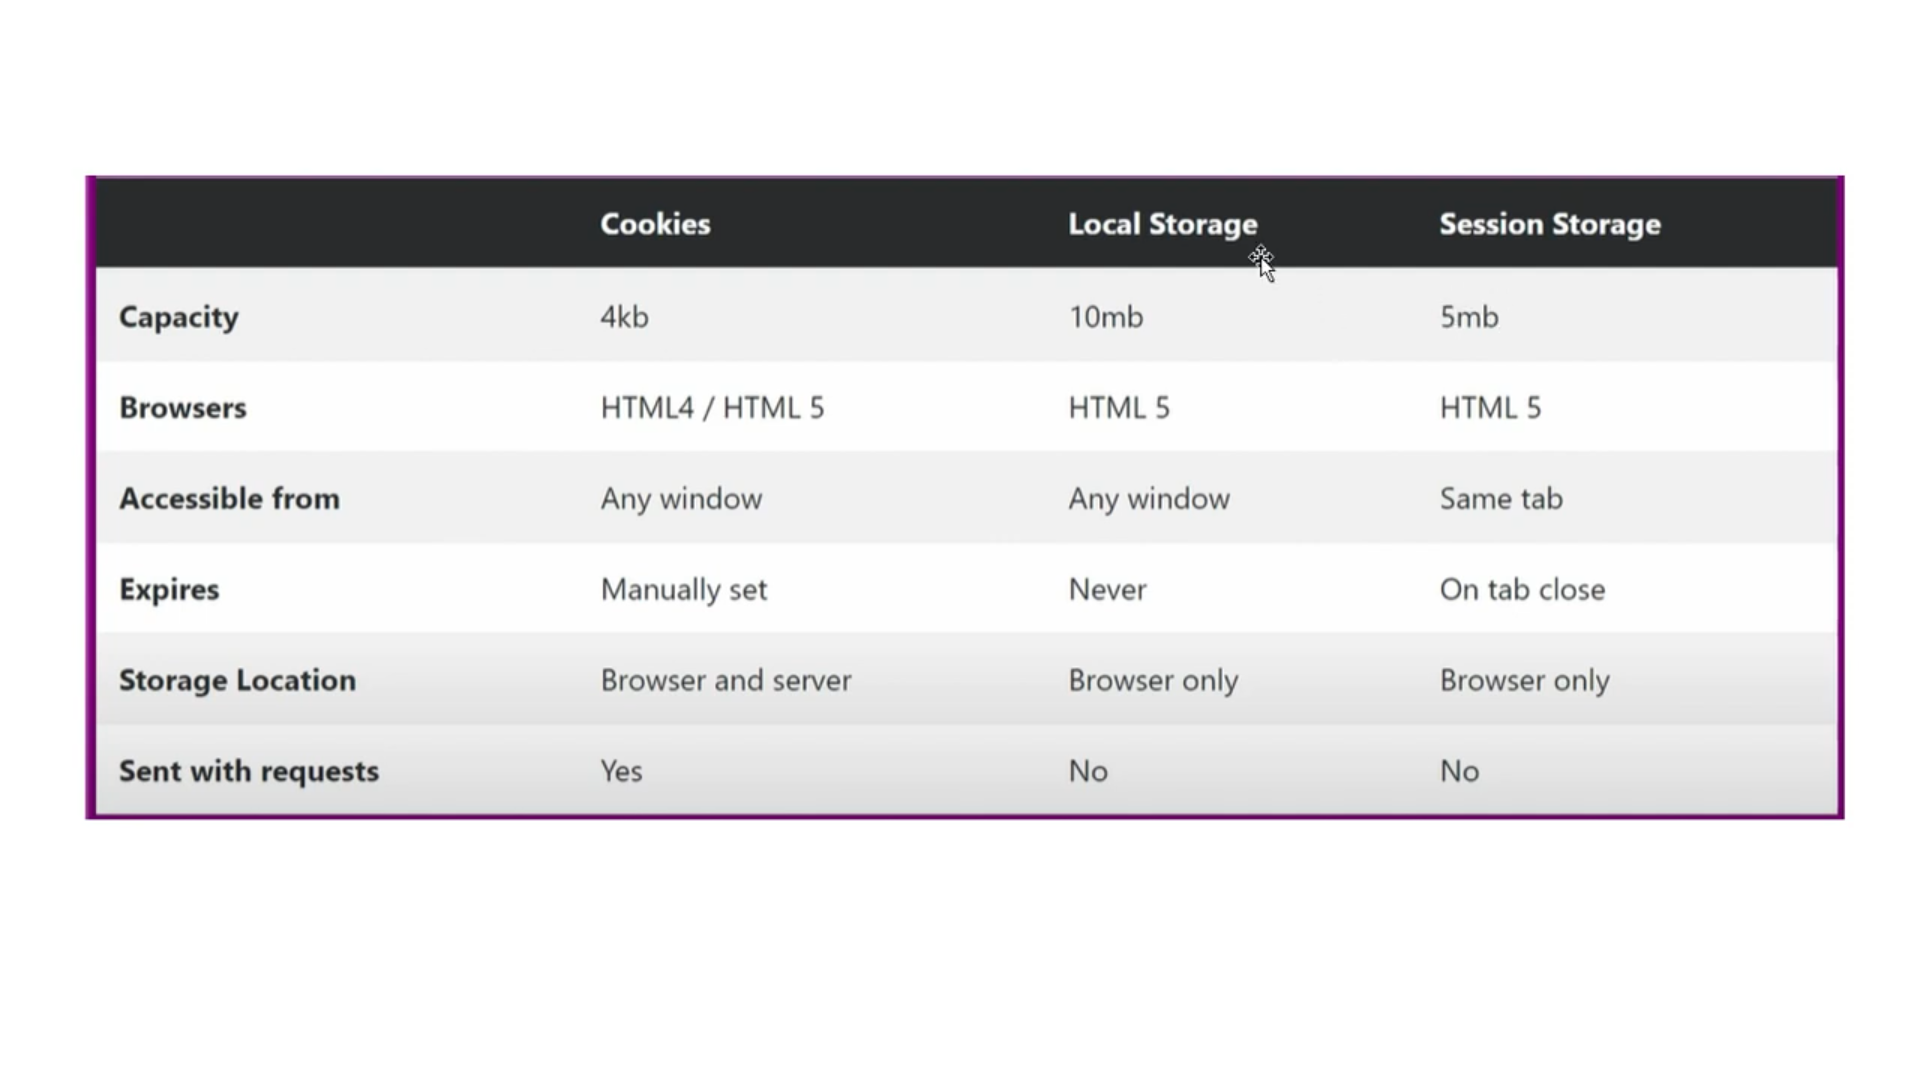 Cookies Local Storage Session Storage
Capacity 4kb 10mb 5mb
Browsers HTML4 / HTML 5 HTML 5 HTML 5
Accessible from Any window Any window Same tab
Expires Manually set Never On tab close
Storage Location Browser and server Browser only Browser only
Sent with requests Yes No No